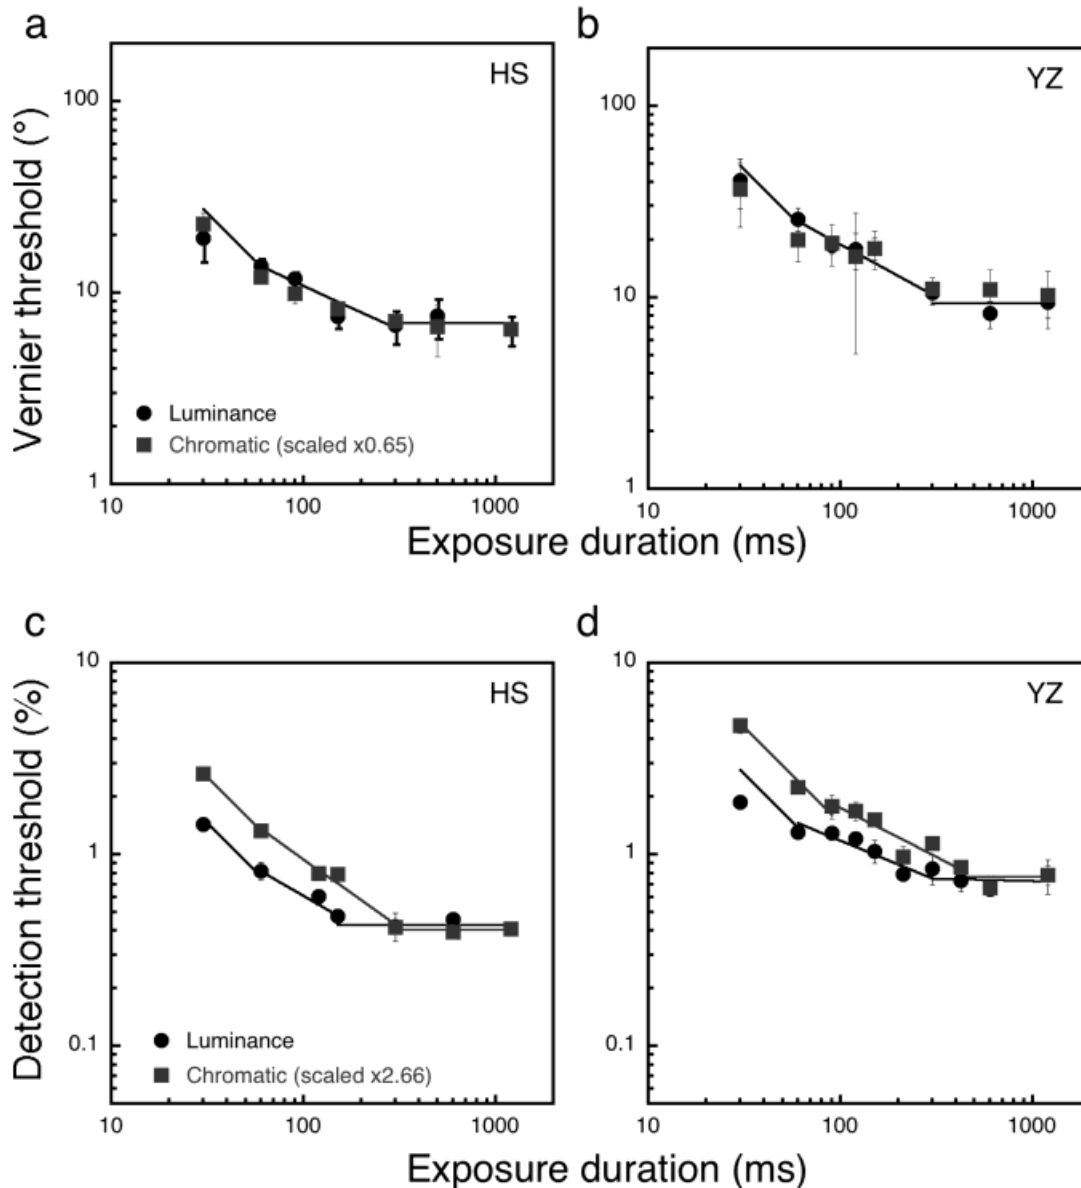 a
b
HS
YZ
Vernier threshold (°)
100
10
1
100
10
1
Luminance
Chromatic (scaled x0.65)
10
100
1000
10
100
1000
Exposure duration (ms)
c
d
HS
YZ
Detection threshold (%)
10
1
0.1
10
1
0.1
Luminance
Chromatic (scaled x2.66)
10
100
1000
10
100
1000
Exposure duration (ms)